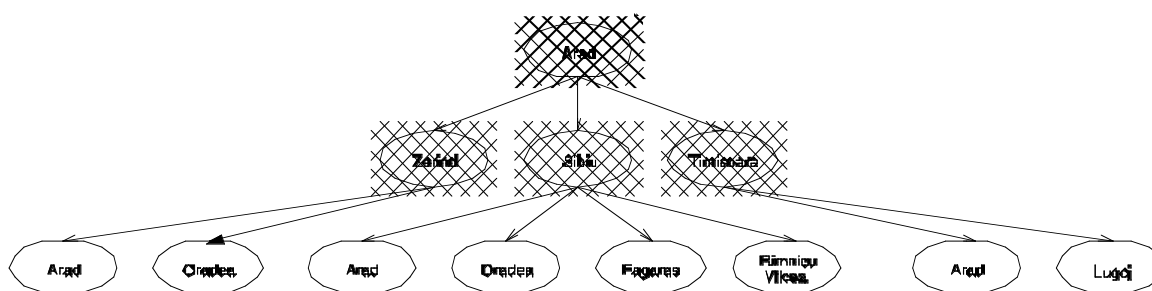 Arad
Zerind Sibiu Timisoara
Arad Oradea Arad Oradea Fagaras Rimnicu Vilcea Arad Lugoj